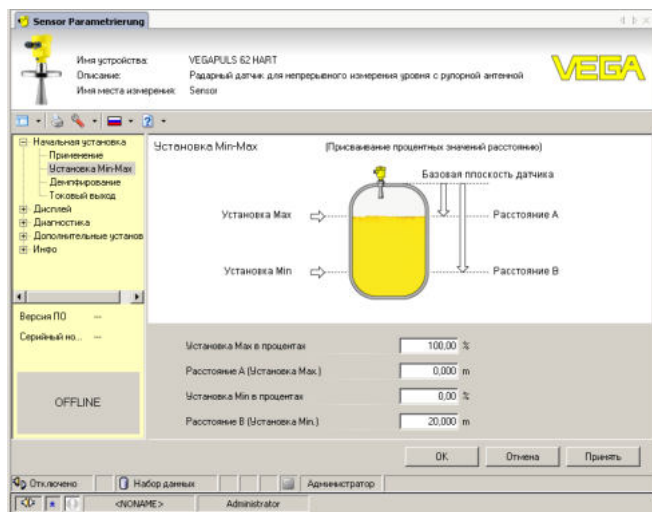 Sensor Parametrierung
Имя устройства: VEGAPULS 62 HART
Описание: Радарный датчик для непрерывного измерения уровня с рупорной антенной
Имя места измерения: Sensor
VEGA
Начальная установка
Применение
Установка Min-Max
Демпфирование
Токовый выход
Дисплей
Диагностика
Дополнительные установ
Инфо
Версия ПО --
Серийный но... --
OFFLINE
Установка Min-Max (Присваивание процентных значений расстоянию)
Базовая плоскость датчика
Установка Max
Расстояние A
Установка Min
Расстояние B
Установка Max в процентах 100,00 %
Расстояние A (Установка Max.) 0,000 m
Установка Min в процентах 0,00 %
Расстояние B (Установка Min.) 20,000 m
OK Отмена Принять
Отключено Набор данных Администратор
<NONAME> Administrator